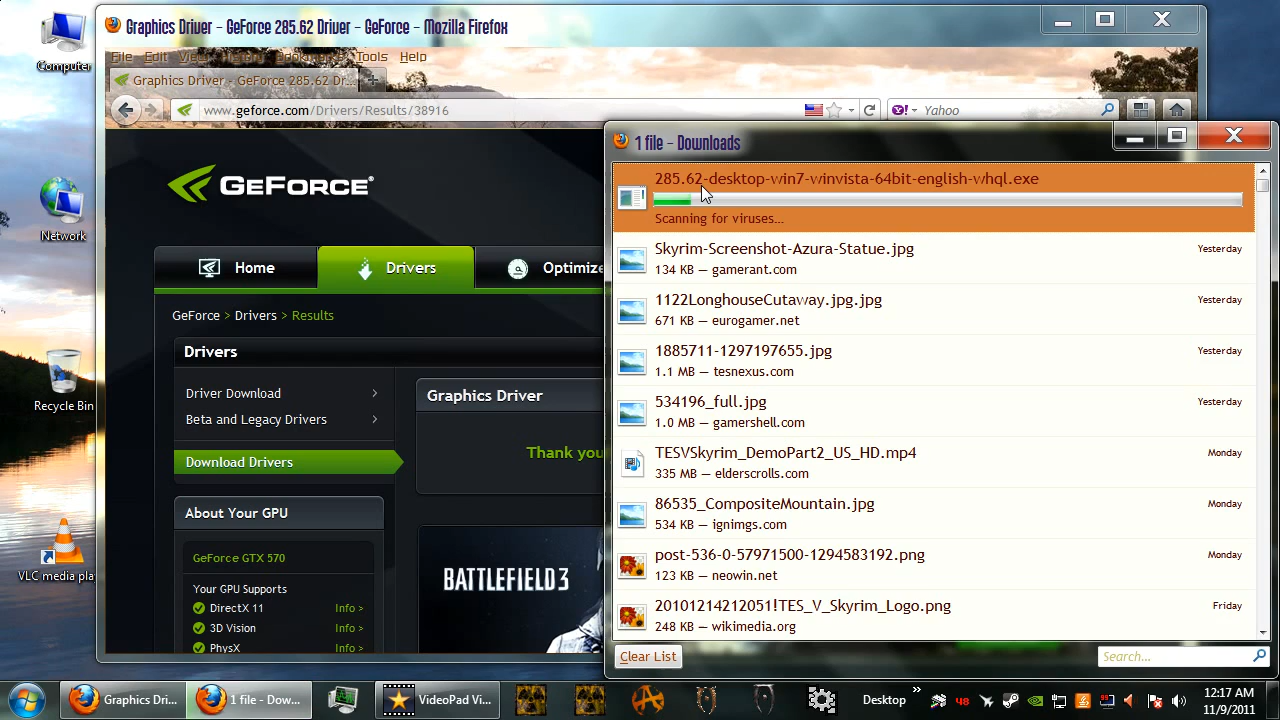 Computer
Network
Recycle Bin
VLC media pla
Graphics Driver - GeForce 285.62 Driver - GeForce - Mozilla Firefox
File Edit View History Bookmarks Tools Help
Graphics Driver - GeForce 285.62 Dr...
www.geforce.com/Drivers/Results/38916
Y! Yahoo
GEFORCE
Home
Drivers
Optimize
GeForce > Drivers > Results
Drivers
Driver Download
Beta and Legacy Drivers
Download Drivers
About Your GPU
GeForce GTX 570
Your GPU Supports
DirectX 11 Info >
3D Vision Info >
PhysX Info >
Graphics Driver
Thank you
BATTLEFIELD 3
1 file - Downloads
285.62-desktop-win7-winvista-64bit-english-whql.exe
Scanning for viruses...
Skyrim-Screenshot-Azura-Statue.jpg Yesterday
134 KB — gamerant.com
1122LonghouseCutaway.jpg.jpg Yesterday
671 KB — eurogamer.net
1885711-1297197655.jpg Yesterday
1.1 MB — tesnexus.com
534196_full.jpg Yesterday
1.0 MB — gamershell.com
TESVSkyrim_DemoPart2_US_HD.mp4 Monday
335 MB — elderscrolls.com
86535_CompositeMountain.jpg Monday
534 KB — ignimgs.com
post-536-0-57971500-1294583192.png Monday
123 KB — neowin.net
20101214212051!TES_V_Skyrim_Logo.png Friday
248 KB — wikimedia.org
Clear List
Search...
Graphics Dri...
1 file - Dow...
VideoPad Vi...
Desktop »
48
12:17 AM
11/9/2011